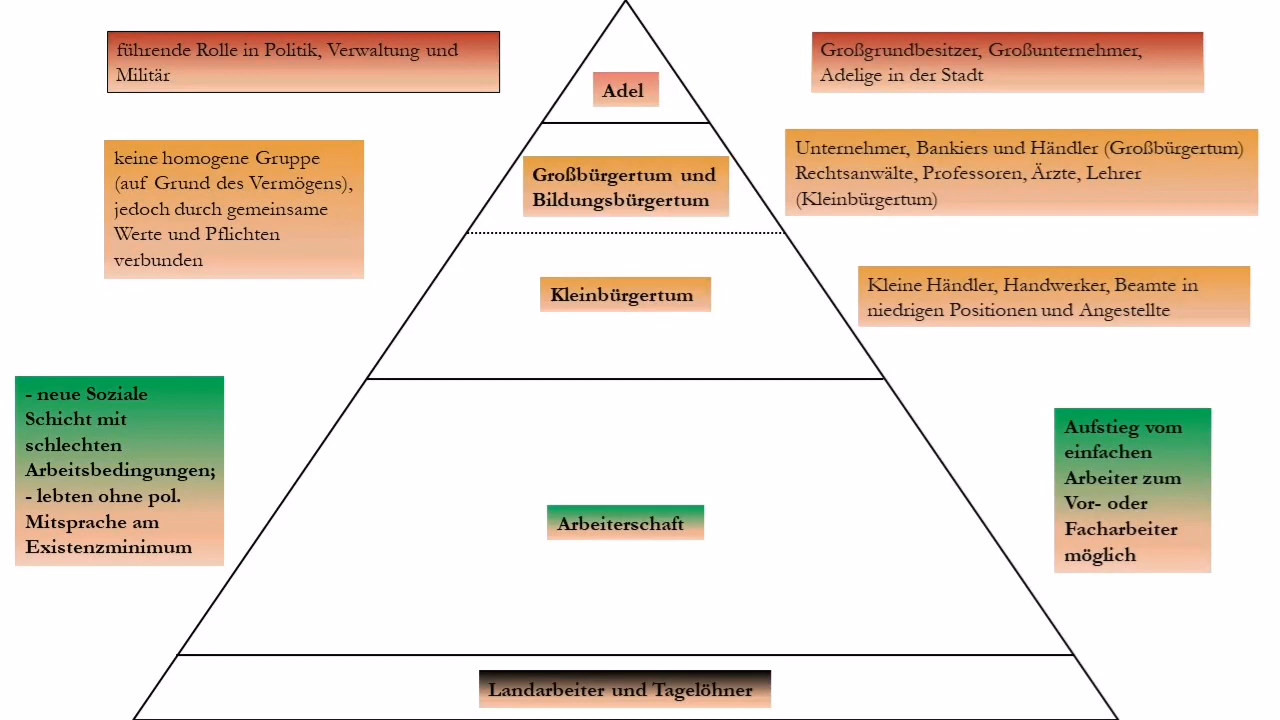 führende Rolle in Politik, Verwaltung und
Militär
Großgrundbesitzer, Großunternehmer,
Adelige in der Stadt
Adel
keine homogene Gruppe
(auf Grund des Vermögens),
jedoch durch gemeinsame
Werte und Pflichten
verbunden
Großbürgertum und
Bildungsbürgertum
Unternehmer, Bankiers und Händler (Großbürgertum)
Rechtsanwälte, Professoren, Ärzte, Lehrer
(Kleinbürgertum)
Kleinbürgertum
Kleine Händler, Handwerker, Beamte in
niedrigen Positionen und Angestellte
- neue Soziale
Schicht mit
schlechten
Arbeitsbedingungen;
- lebten ohne pol.
Mitsprache am
Existenzminimum
Arbeiterschaft
Aufstieg vom
einfachen
Arbeiter zum
Vor- oder
Facharbeiter
möglich
Landarbeiter und Tagelöhner